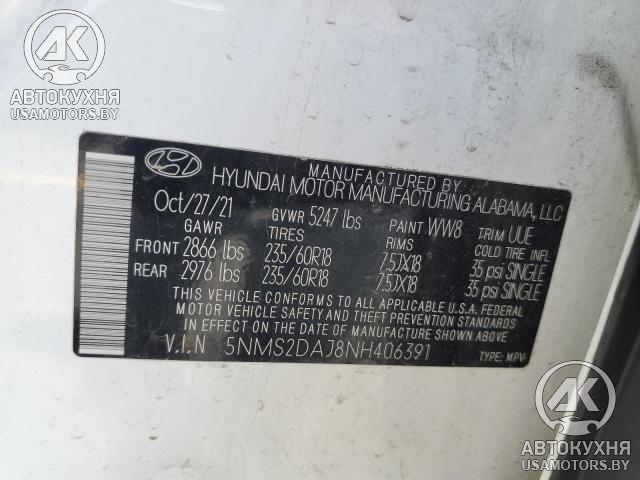 АК
АВТОКУХНЯ
USAMOTORS.BY
MANUFACTURED BY
HYUNDAI MOTOR MANUFACTURING ALABAMA, LLC
Oct/27/21 GVWR 5247 lbs PAINT WW8 TRIM UUE
GAWR TIRES RIMS COLD TIRE INFL
FRONT 2866 lbs 235/60R18 7.5JX18 35 psi SINGLE
REAR 2976 lbs 235/60R18 7.5JX18 35 psi SINGLE
THIS VEHICLE CONFORMS TO ALL APPLICABLE U.S.A. FEDERAL
MOTOR VEHICLE SAFETY AND THEFT PREVENTION STANDARDS
IN EFFECT ON THE DATE OF MANUFACTURE SHOWN ABOVE
V.I.N 5NMS2DAJ8NH406391 TYPE: MPV
АК
АВТОКУХНЯ
USAMOTORS.BY